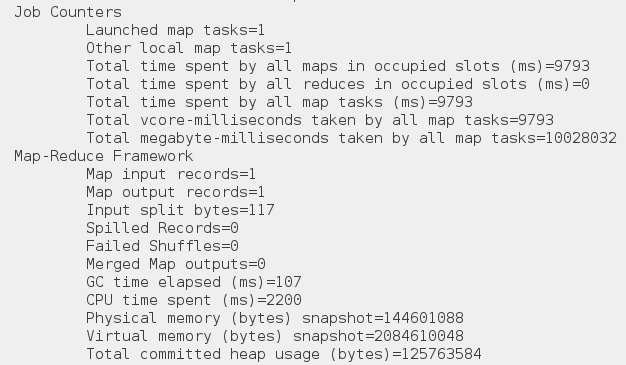 Job Counters
Launched map tasks=1
Other local map tasks=1
Total time spent by all maps in occupied slots (ms)=9793
Total time spent by all reduces in occupied slots (ms)=0
Total time spent by all map tasks (ms)=9793
Total vcore-milliseconds taken by all map tasks=9793
Total megabyte-milliseconds taken by all map tasks=10028032
Map-Reduce Framework
Map input records=1
Map output records=1
Input split bytes=117
Spilled Records=0
Failed Shuffles=0
Merged Map outputs=0
GC time elapsed (ms)=107
CPU time spent (ms)=2200
Physical memory (bytes) snapshot=144601088
Virtual memory (bytes) snapshot=2084610048
Total committed heap usage (bytes)=125763584